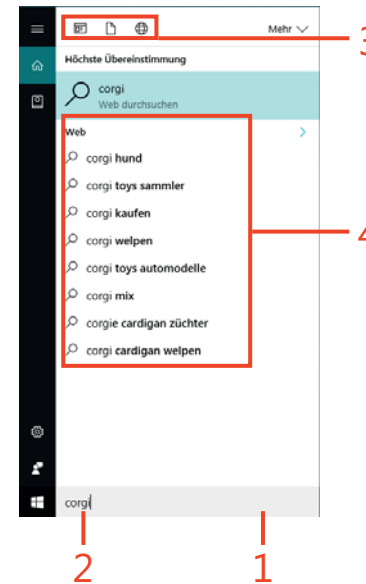 Mehr
3
Höchste Übereinstimmung
corgi
Web durchsuchen
Web
corgi hund
corgi toys sammler
corgi kaufen
corgi welpen
4
corgi toys automodelle
corgi mix
corgie cardigan züchter
corgi cardigan welpen
corgi
2
1